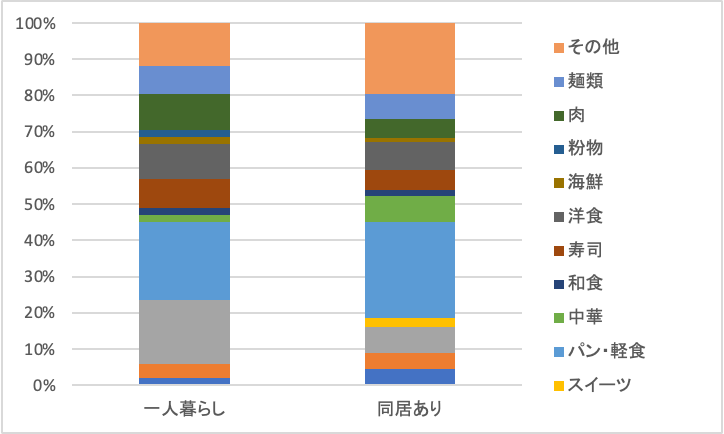 100%
90%
80%
70%
60%
50%
40%
30%
20%
10%
0%
一人暮らし
同居あり
その他
麺類
肉
粉物
海鮮
洋食
寿司
和食
中華
パン・軽食
スイーツ